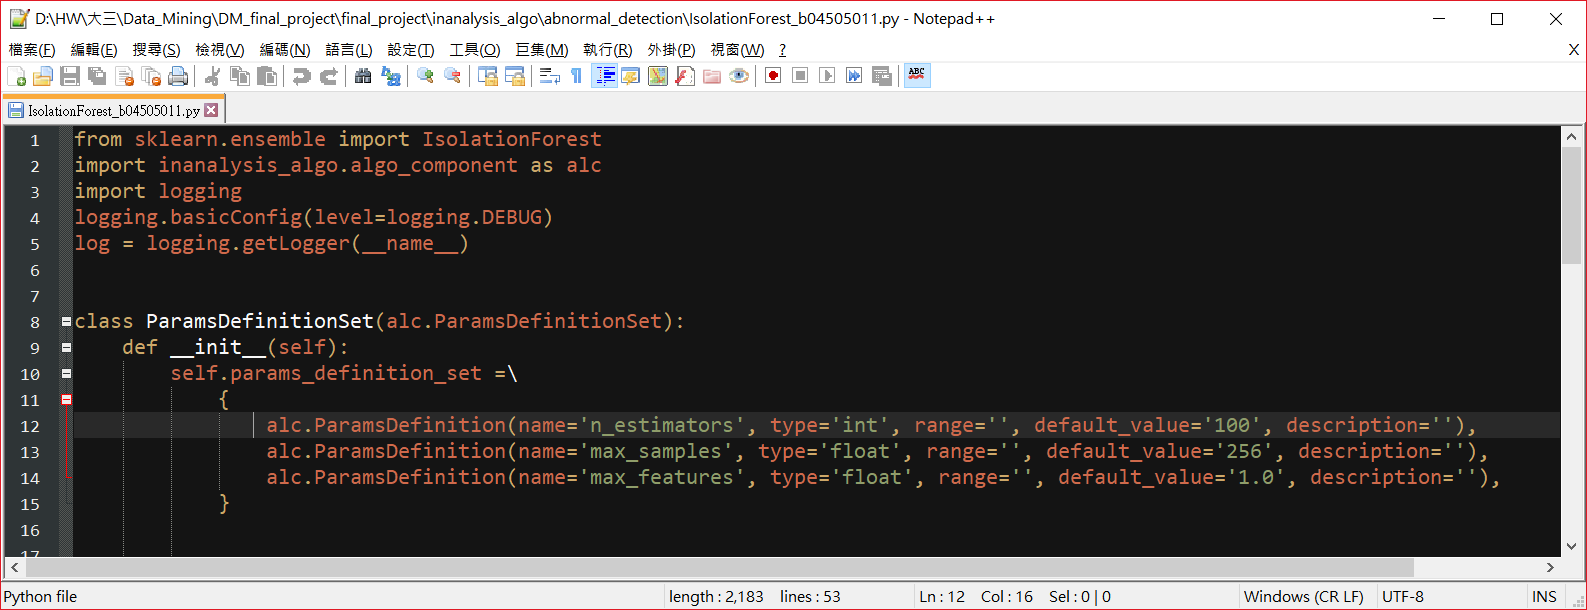 D:\HW\大三\Data_Mining\DM_final_project\final_project\inanalysis_algo\abnormal_detection\IsolationForest_b04505011.py - Notepad++
檔案(F) 編輯(E) 搜尋(S) 檢視(V) 編碼(N) 語言(L) 設定(T) 工具(O) 巨集(M) 執行(R) 外掛(P) 視窗(W) ? X
ABC
IsolationForest_b04505011.py
1 from sklearn.ensemble import IsolationForest
2 import inanalysis_algo.algo_component as alc
3 import logging
4 logging.basicConfig(level=logging.DEBUG)
5 log = logging.getLogger(__name__)
6
7
8 class ParamsDefinitionSet(alc.ParamsDefinitionSet):
9 def __init__(self):
10 self.params_definition_set =\
11 {
12 alc.ParamsDefinition(name='n_estimators', type='int', range='', default_value='100', description=''),
13 alc.ParamsDefinition(name='max_samples', type='float', range='', default_value='256', description=''),
14 alc.ParamsDefinition(name='max_features', type='float', range='', default_value='1.0', description=''),
15 }
16
17
Python file length : 2,183 lines : 53 Ln : 12 Col : 16 Sel : 0 | 0 Windows (CR LF) UTF-8 INS